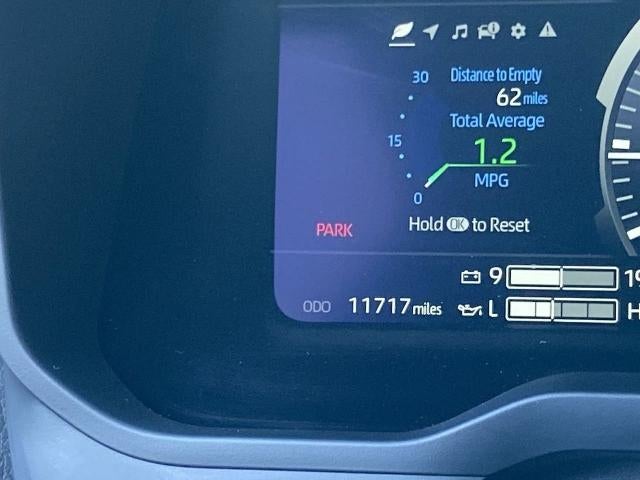 30
Distance to Empty
62 miles
Total Average
15
1.2
MPG
0
Hold OK to Reset
PARK
9 19
ODO 11717 miles
L H